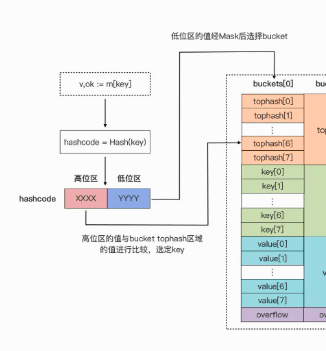 低位区的值经Mask后选择bucket
v,ok := m[key]
hashcode = Hash(key)
高位区 低位区
hashcode XXXX YYYY
高位区的值与bucket tophash区域
的值进行比较，选定key
buckets[0]
tophash[0]
tophash[1]
⋮
tophash[6]
tophash[7]
key[0]
key[1]
⋮
key[6]
key[7]
value[0]
value[1]
⋮
value[6]
value[7]
overflow
buc
top
v
ov